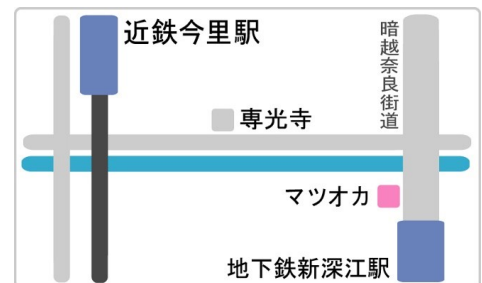 近鉄今里駅
暗越奈良街道
専光寺
マツオカ
地下鉄新深江駅